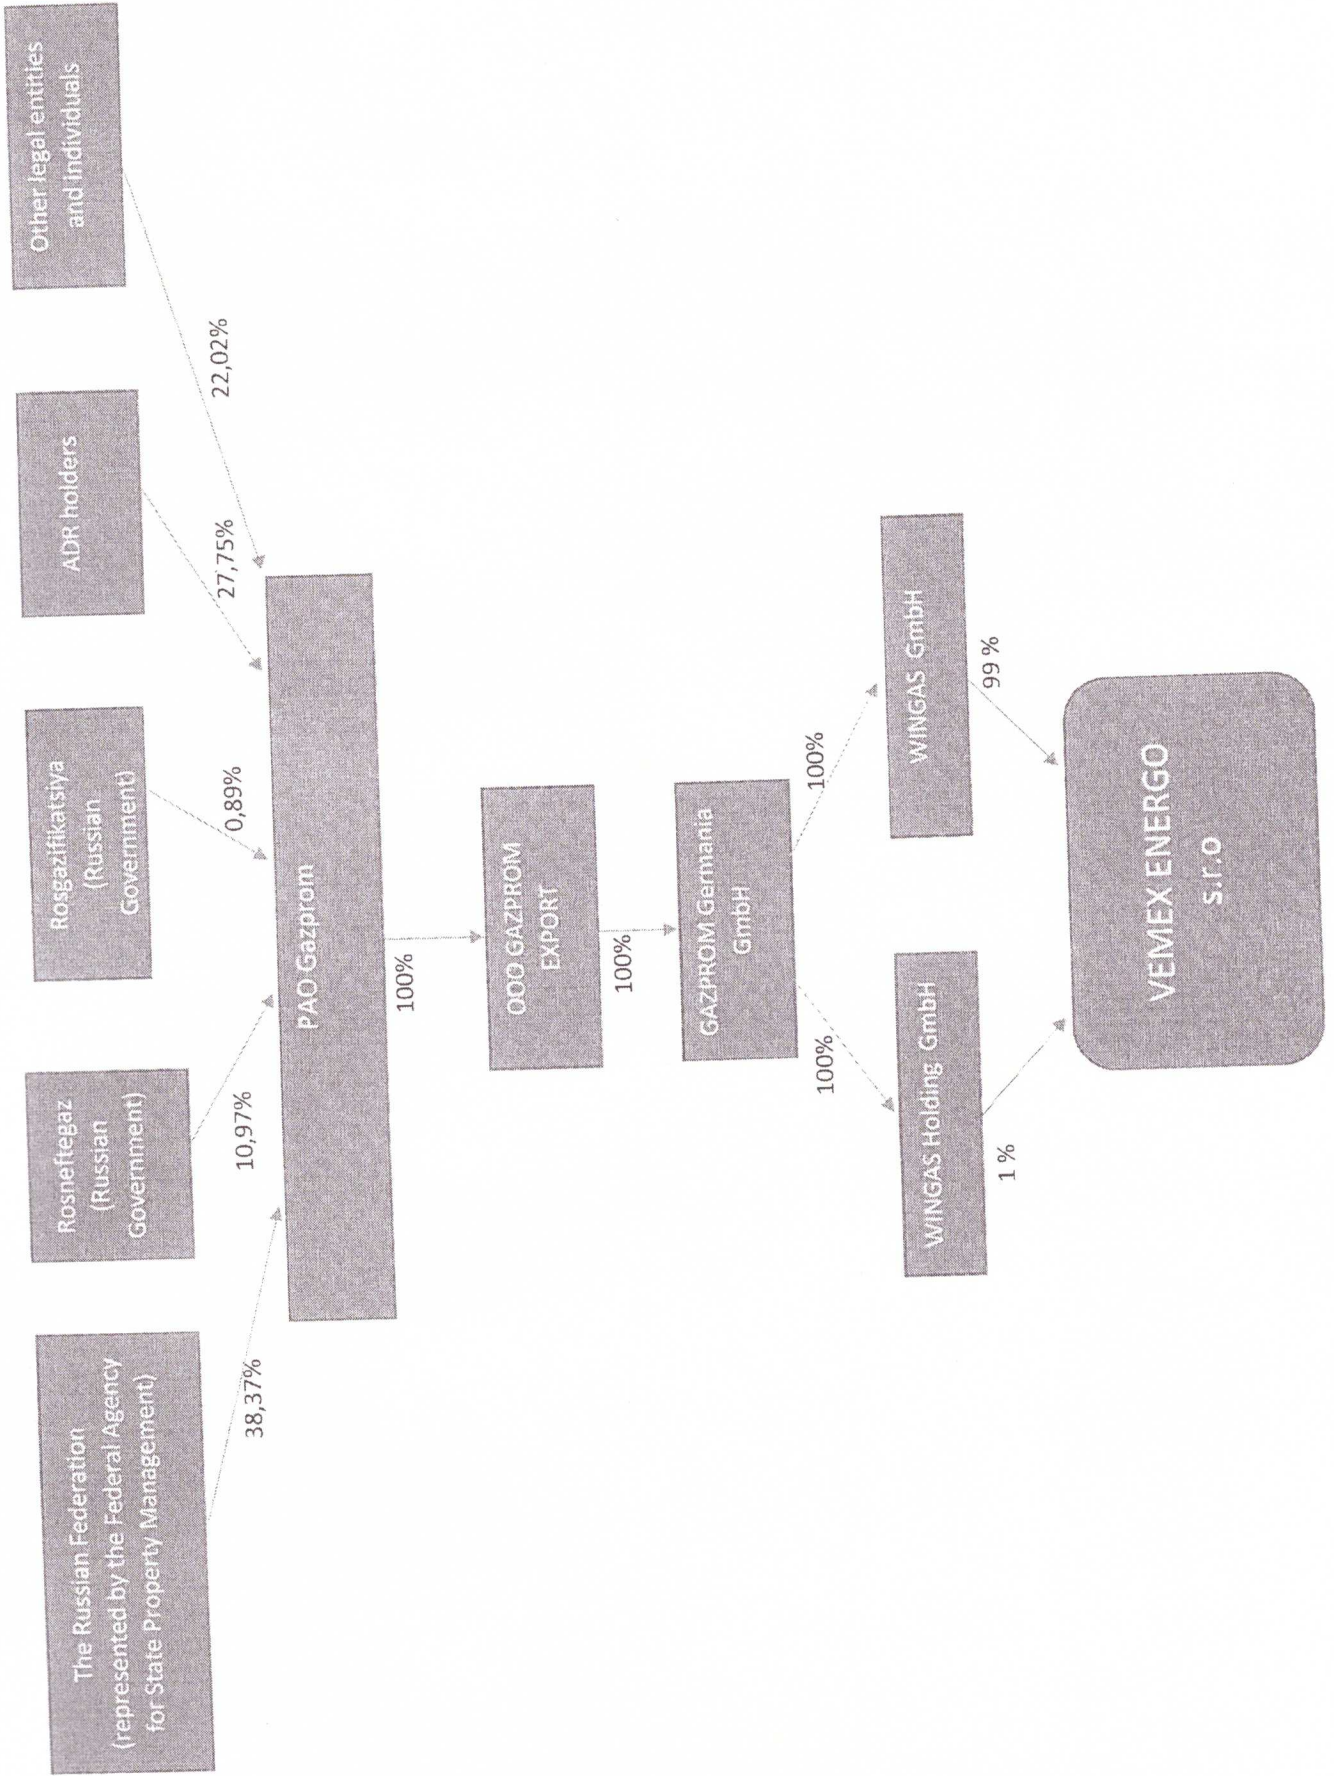 The Russian Federation
(represented by the Federal Agency
for State Property Management)
Rosneftegaz
(Russian
Government)
Rosgazifikatsiya
(Russian
Government)
ADR holders
Other legal entities
and individuals
38,37%
10,97%
0,89%
27,75%
22,02%
PAO Gazprom
100%
OOO GAZPROM
EXPORT
100%
GAZPROM Germania
GmbH
100%
100%
WINGAS Holding GmbH
WINGAS GmbH
1 %
99 %
VEMEX ENERGO
s.r.o